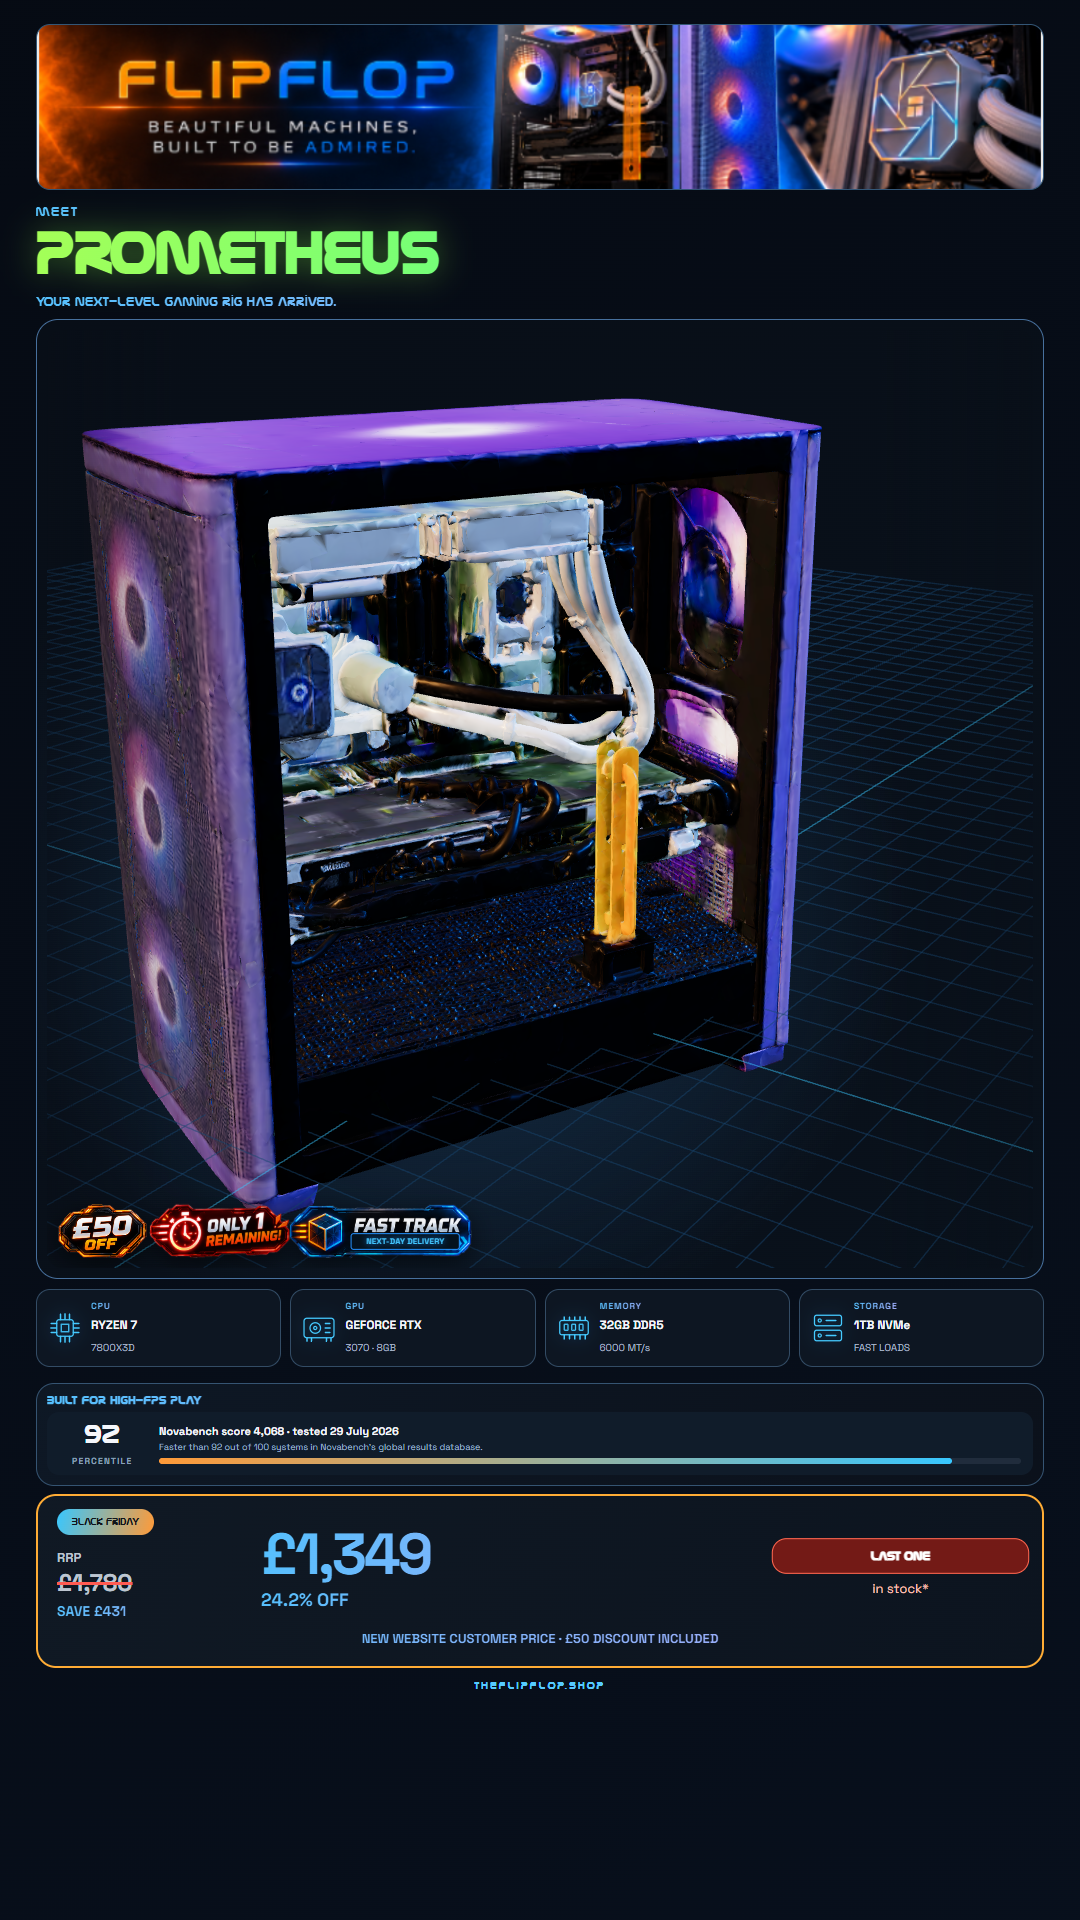 FLIPFLOP
BEAUTIFUL MACHINES,
BUILT TO BE ADMIRED.
MEET
PROMETHEUS
YOUR NEXT-LEVEL GAMING RIG HAS ARRIVED.
£50
OFF
ONLY 1
REMAINING!
FAST TRACK
NEXT-DAY DELIVERY
CPU
RYZEN 7
7800X3D
GPU
GEFORCE RTX
3070 · 8GB
MEMORY
32GB DDR5
6000 MT/s
STORAGE
1TB NVMe
FAST LOADS
BUILT FOR HIGH-FPS PLAY
92
PERCENTILE
Novabench score 4,068 · tested 29 July 2026
Faster than 92 out of 100 systems in Novabench's global results database.
BLACK FRIDAY
RRP
£1,780
SAVE £431
£1,349
24.2% OFF
LAST ONE
in stock*
NEW WEBSITE CUSTOMER PRICE · £50 DISCOUNT INCLUDED
THEFLIPFLOP.SHOP